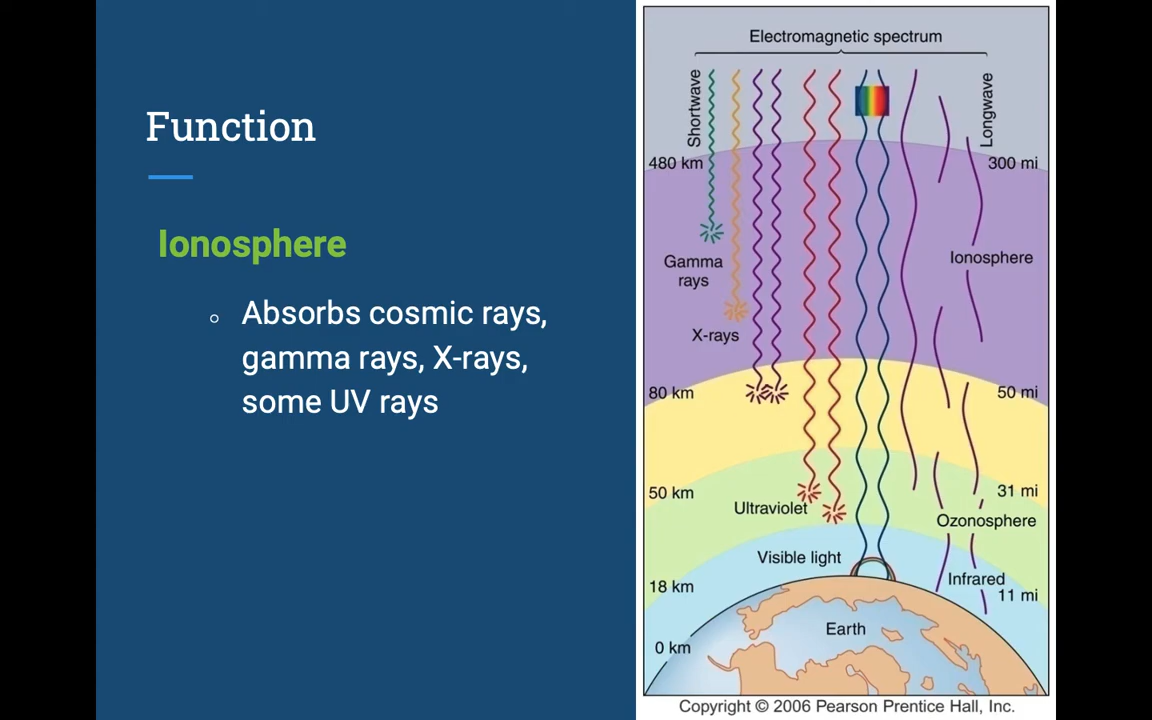 Function
Ionosphere
Absorbs cosmic rays,
gamma rays, X-rays,
some UV rays
Electromagnetic spectrum
Shortwave
Longwave
480 km
300 mi
Ionosphere
Gamma
rays
X-rays
80 km
50 mi
50 km
31 mi
Ultraviolet
Ozonosphere
Visible light
Infrared
18 km
11 mi
Earth
0 km
Copyright © 2006 Pearson Prentice Hall, Inc.